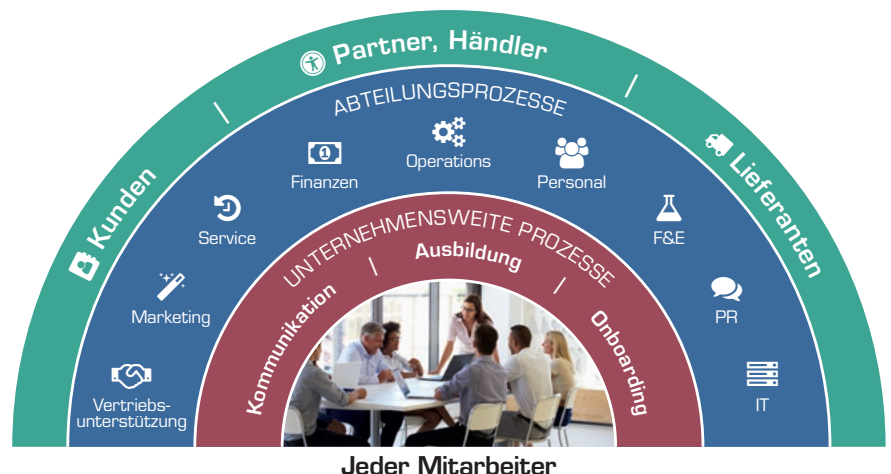 Kunden | Partner, Händler | Lieferanten
ABTEILUNGSPROZESSE
Vertriebs-
unterstützung
Marketing
Service
Finanzen
Operations
Personal
F&E
PR
IT
UNTERNEHMENSWEITE PROZESSE
Kommunikation | Ausbildung | Onboarding
Jeder Mitarbeiter